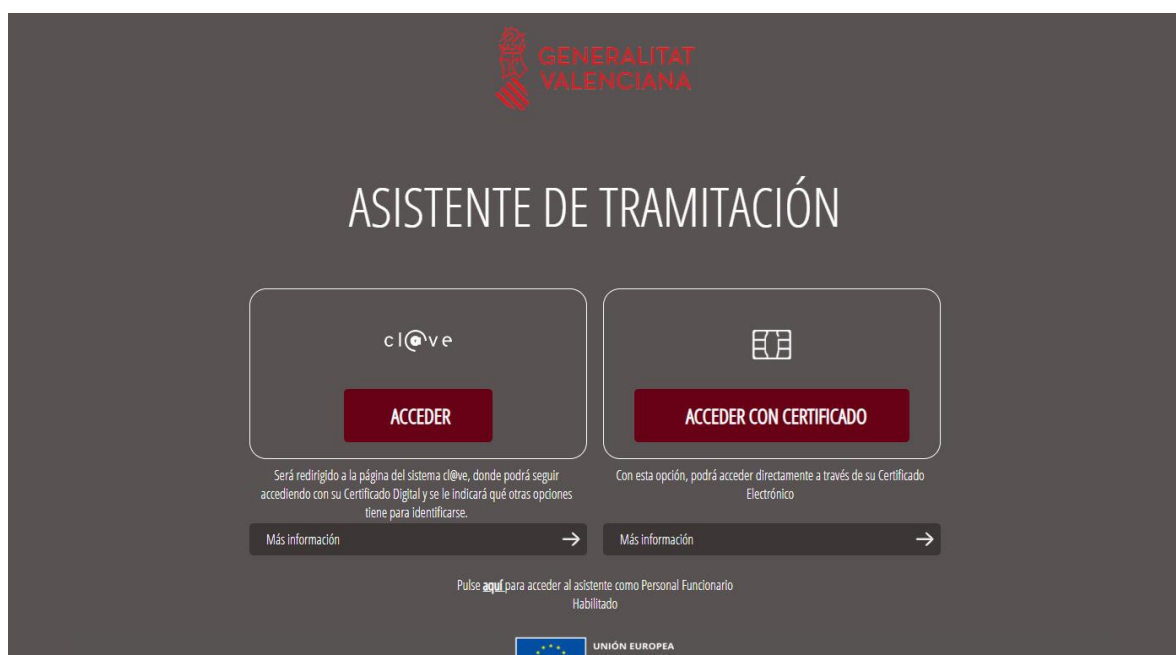 GENERALITAT
VALENCIANA
ASISTENTE DE TRAMITACIÓN
cl@ve
ACCEDER
Será redirigido a la página del sistema cl@ve, donde podrá seguir
accediendo con su Certificado Digital y se le indicará qué otras opciones
tiene para identificarse.
Más información
ACCEDER CON CERTIFICADO
Con esta opción, podrá acceder directamente a través de su Certificado
Electrónico
Más información
Pulse aquí para acceder al asistente como Personal Funcionario
Habilitado
UNIÓN EUROPEA